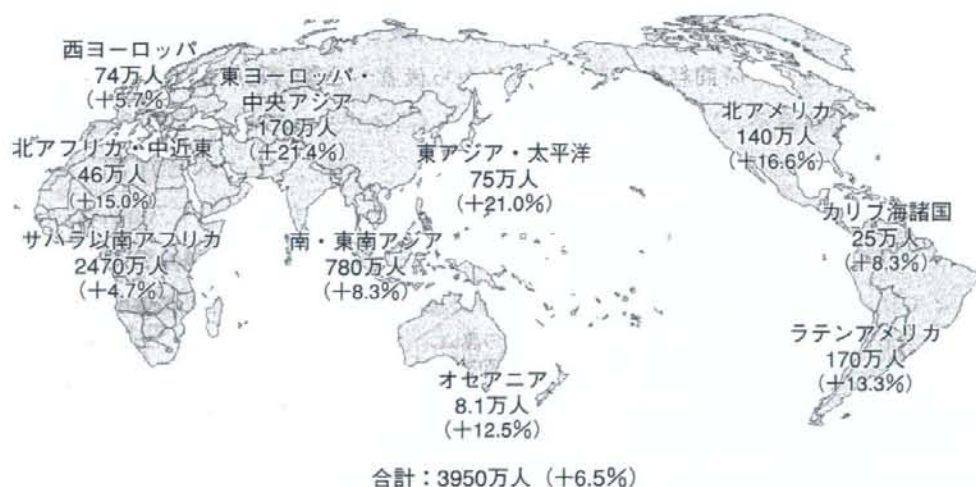 西ヨーロッパ
74万人
(+5.7%)
東ヨーロッパ・
中央アジア
170万人
(+21.4%)
北アフリカ・中近東
46万人
(+15.0%)
サハラ以南アフリカ
2470万人
(+4.7%)
東アジア・太平洋
75万人
(+21.0%)
南・東南アジア
780万人
(+8.3%)
オセアニア
8.1万人
(+12.5%)
北アメリカ
140万人
(+16.6%)
カリブ海諸国
25万人
(+8.3%)
ラテンアメリカ
170万人
(+13.3%)
合計：3950万人 (+6.5%)